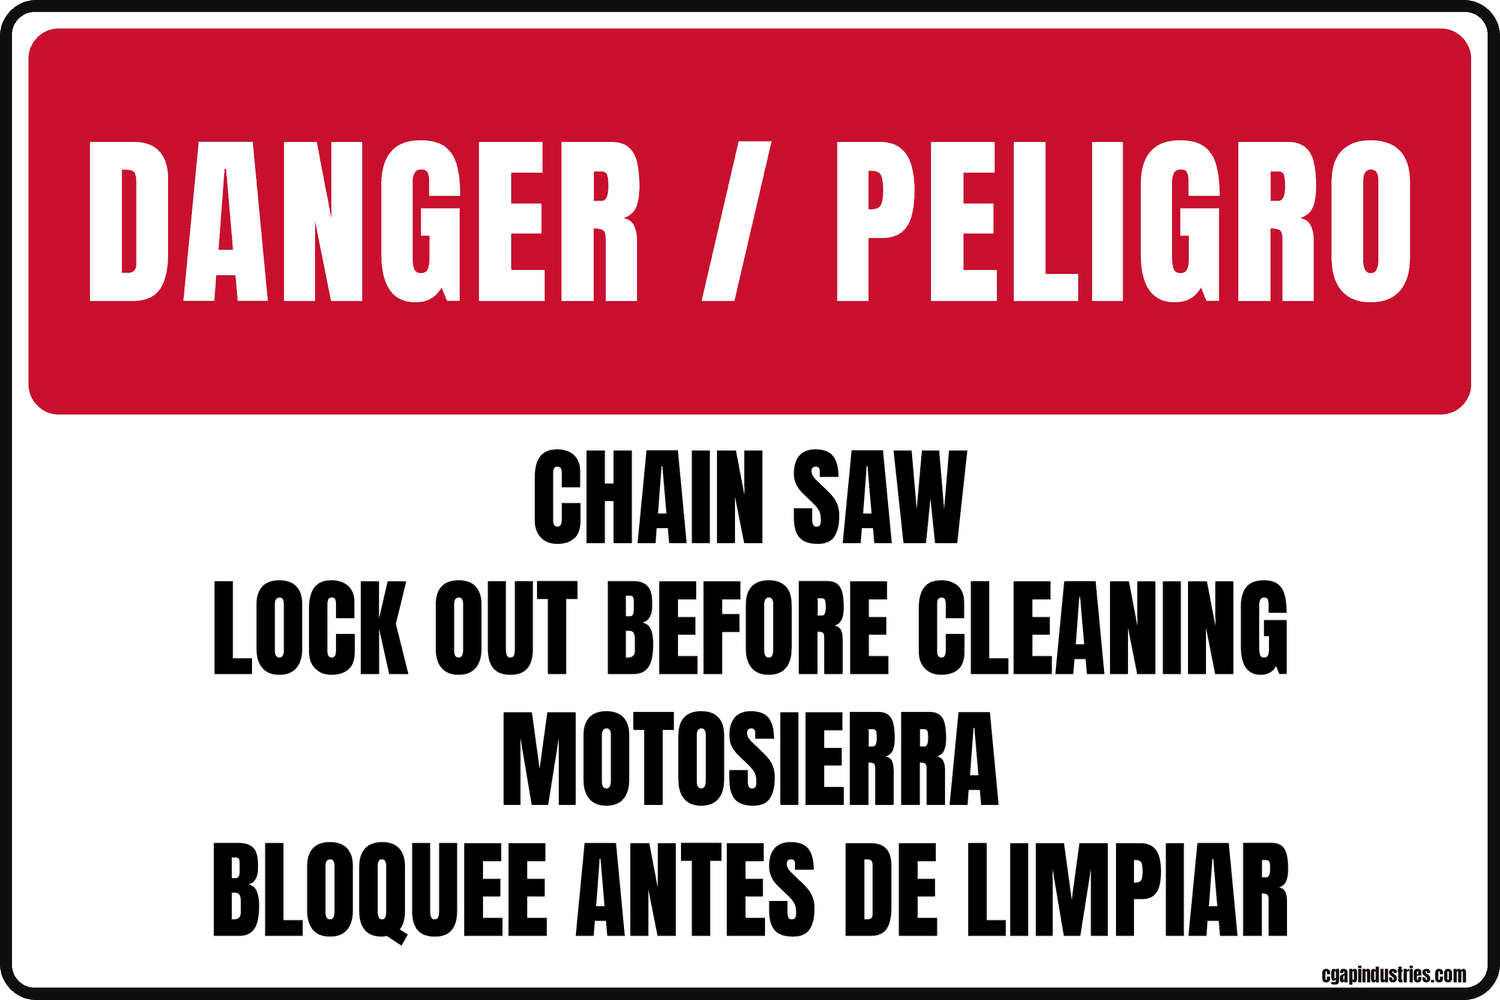 DANGER / PELIGRO
CHAIN SAW
LOCK OUT BEFORE CLEANING
MOTOSIERRA
BLOQUEE ANTES DE LIMPIAR
cgapindustries.com